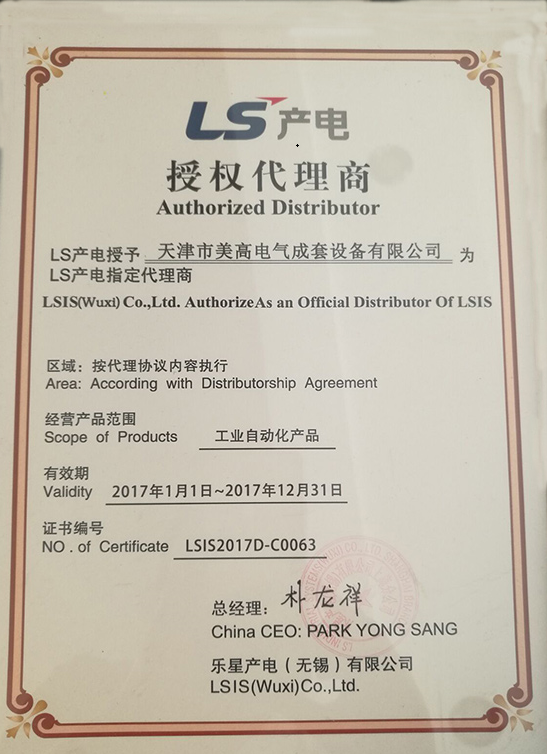 LS产电
授权代理商
Authorized Distributor
LS产电授予 天津市美高电气成套设备有限公司 为
LS产电指定代理商
LSIS(Wuxi) Co.,Ltd. AuthorizeAs an Official Distributor Of LSIS
区域：按代理协议内容执行
Area: According with Distributorship Agreement
经营产品范围
Scope of Products 工业自动化产品
有效期
Validity 2017年1月1日~2017年12月31日
证书编号
NO . of Certificate LSIS2017D-C0063
总经理：朴龙祥
China CEO: PARK YONG SANG
乐星产电（无锡）有限公司
LSIS(Wuxi)Co.,Ltd.